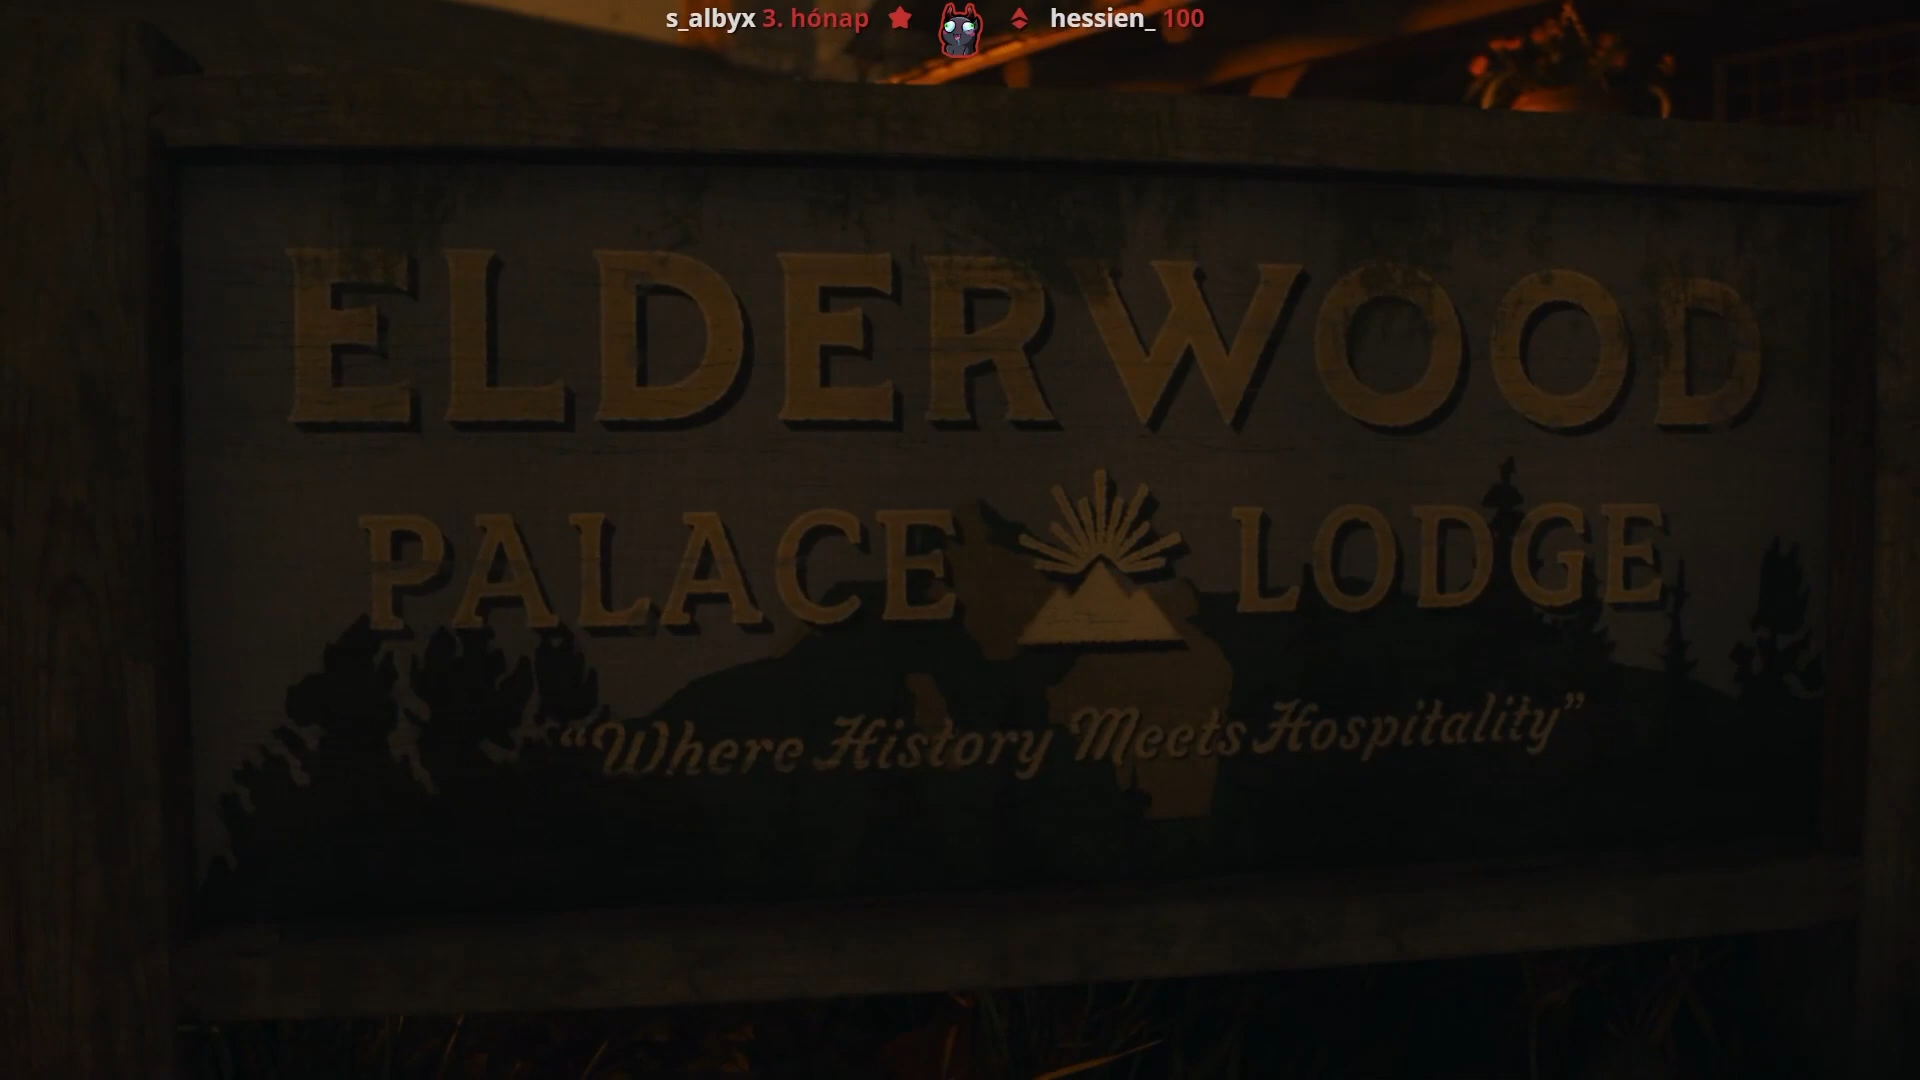 s_albyx 3. hónap hessien_ 100
ELDERWOOD
PALACE LODGE
“Where History Meets Hospitality”